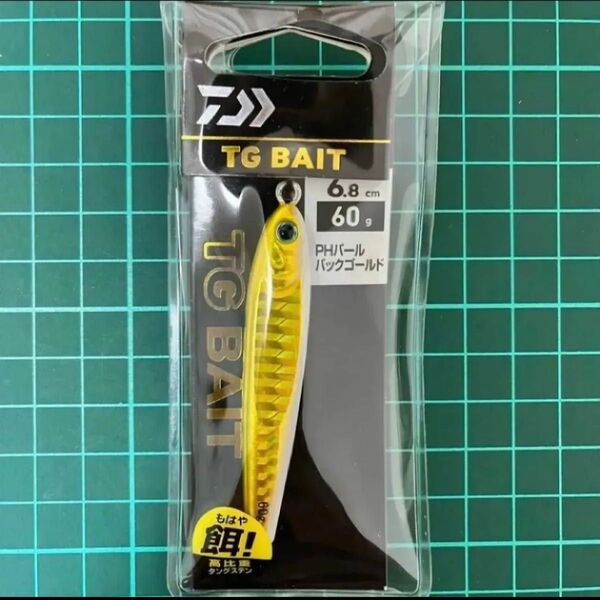 TG BAIT
6.8 cm
60 g
PHパール
バックゴールド
TG BAIT
60g
もはや
餌!
高比重
タングステン